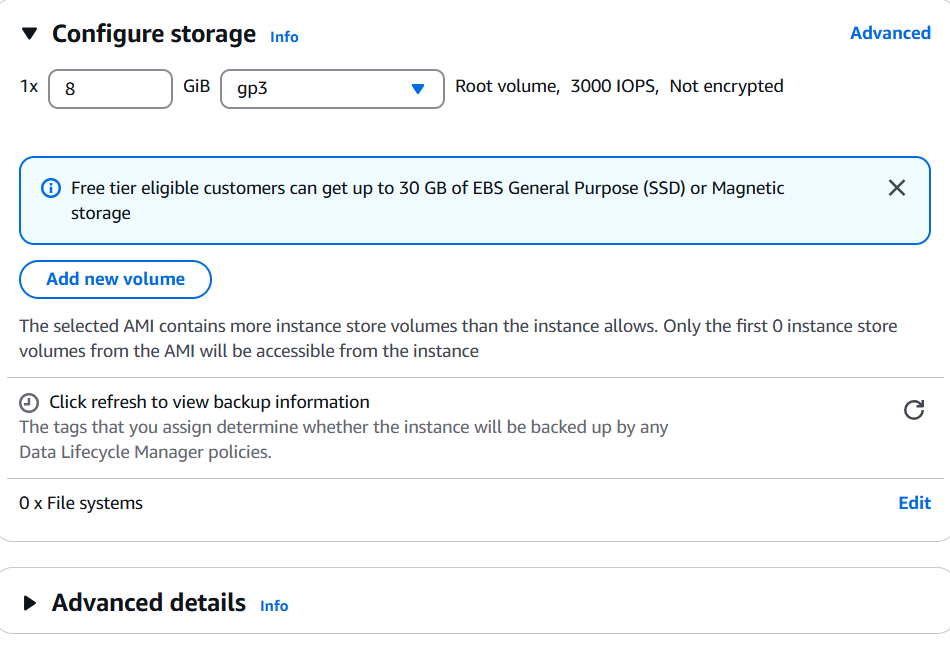 Configure storage Info Advanced
1x 8 GiB gp3 Root volume, 3000 IOPS, Not encrypted
Free tier eligible customers can get up to 30 GB of EBS General Purpose (SSD) or Magnetic
storage
Add new volume
The selected AMI contains more instance store volumes than the instance allows. Only the first 0 instance store
volumes from the AMI will be accessible from the instance
Click refresh to view backup information
The tags that you assign determine whether the instance will be backed up by any
Data Lifecycle Manager policies.
0 x File systems Edit
Advanced details Info